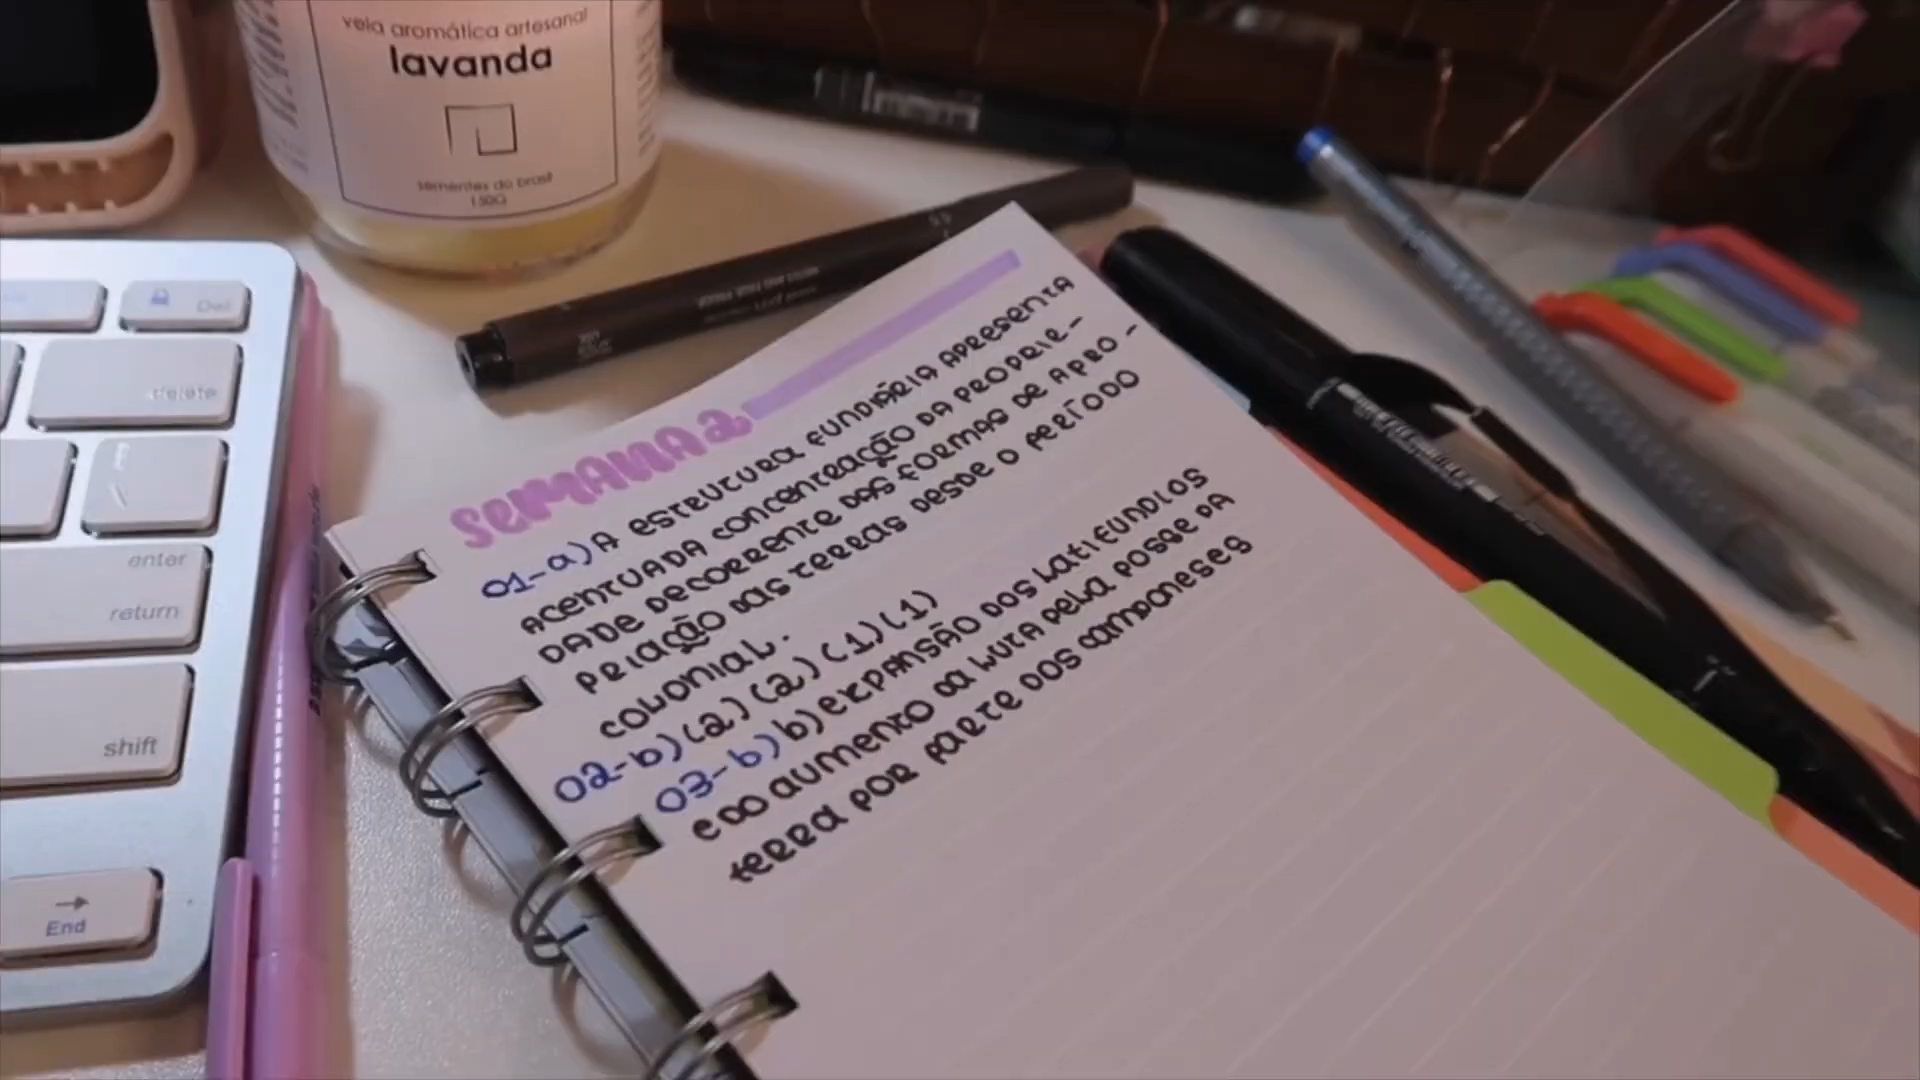 vela aromática artesanal
lavanda
sementes do brasil
150G
Del
delete
enter
return
shift
→
End
SEMANA 2
01-a) A ESTRUTURA FUNDIÁRIA APRESENTA
ACENTUADA CONCENTRAÇÃO DA PROPRIE-
DADE DECORRENTE DAS FORMAS DE APRO-
PRIAÇÃO DAS TERRAS DESDE O PERÍODO
COLONIAL.
02-b) (2) (2) (1) (1)
03-b) b) EXPANSÃO DOS LATIFUNDIOS
E DO AUMENTO DA LUTA PELA POSSE DA
TERRA POR PARTE DOS CAMPONESES